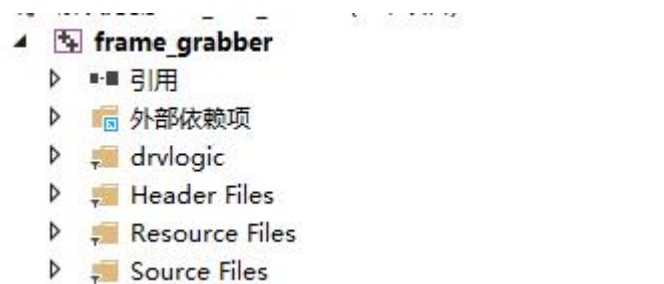 frame_grabber
引用
外部依赖项
drvlogic
Header Files
Resource Files
Source Files